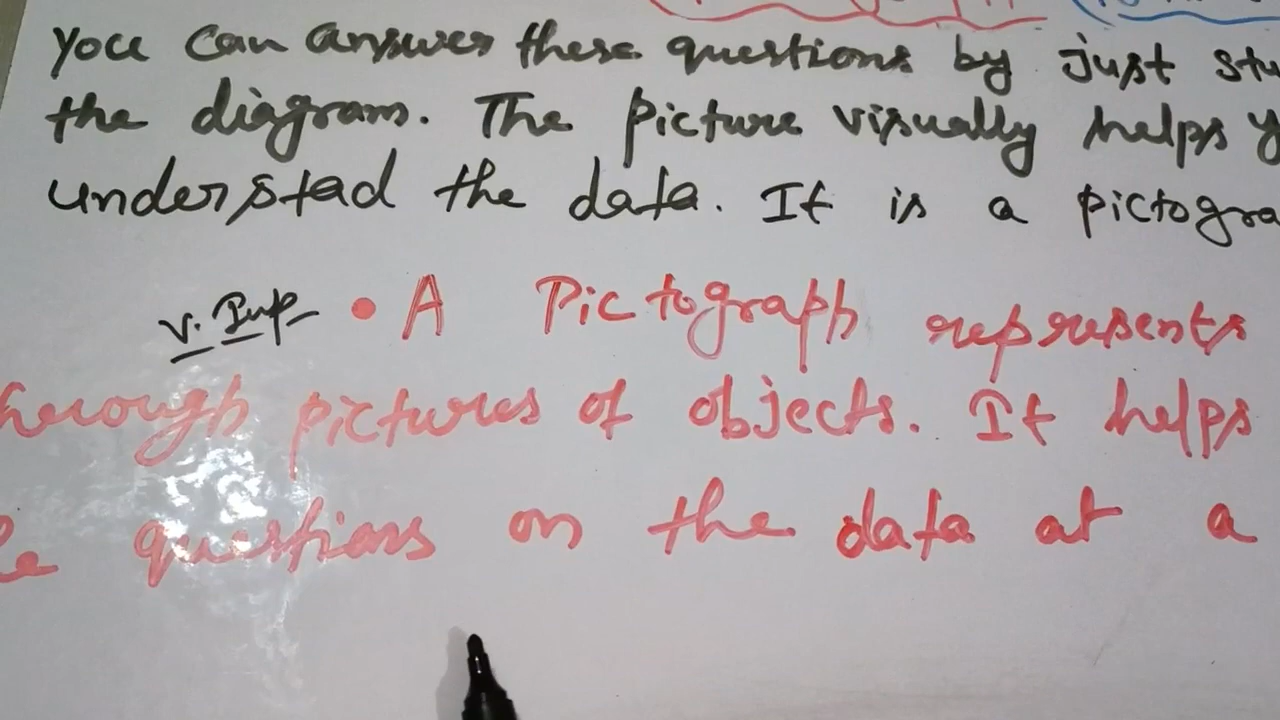 you can answer these questions by just stu
the diagram. The picture visually helps y
understad the data. It is a pictogra
V. Imp • A Pictograph represents
hrough pictures of objects. It helps
e questions on the data at a